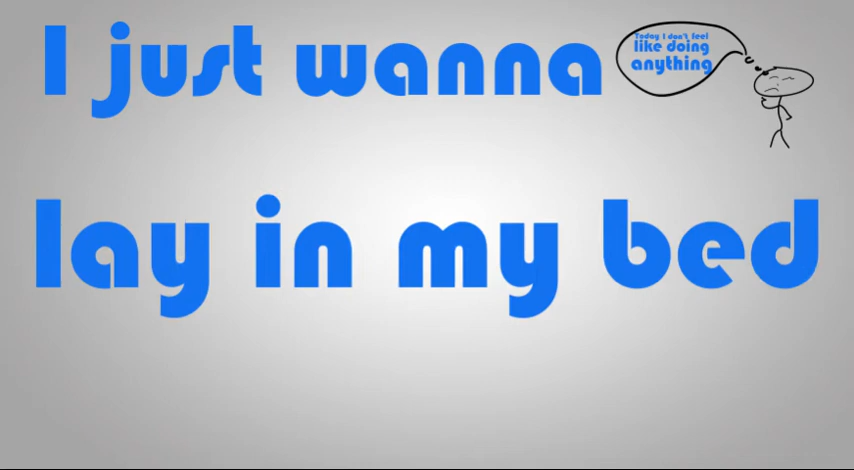 I just wanna
Today I don't feel
like doing
anything
lay in my bed